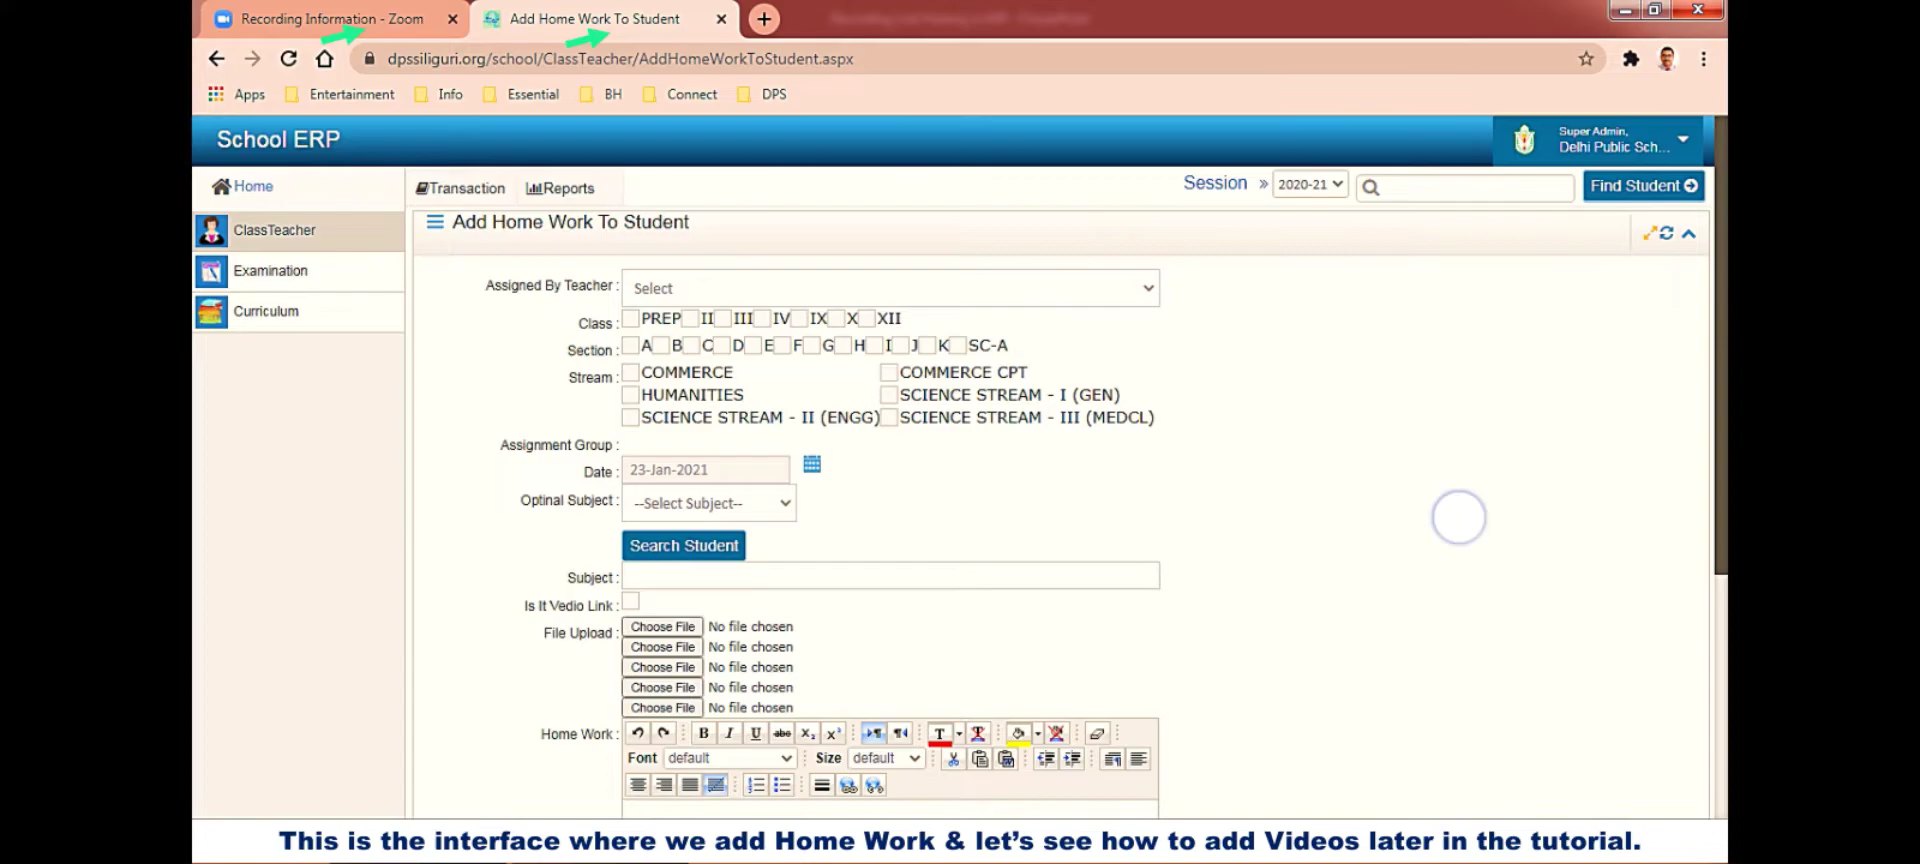 Recording Information - Zoom
Add Home Work To Student
dpssiliguri.org/school/ClassTeacher/AddHomeWorkToStudent.aspx
Apps Entertainment Info Essential BH Connect DPS
School ERP
Super Admin,
Delhi Public Sch...
Home
Transaction Reports
Session » 2020-21
Find Student
ClassTeacher
Examination
Curriculum
Add Home Work To Student
Assigned By Teacher : Select
Class : PREP II III IV IX X XII
Section : A B C D E F G H I J K SC-A
Stream : COMMERCE COMMERCE CPT
HUMANITIES SCIENCE STREAM - I (GEN)
SCIENCE STREAM - II (ENGG) SCIENCE STREAM - III (MEDCL)
Assignment Group :
Date : 23-Jan-2021
Optinal Subject : --Select Subject--
Search Student
Subject :
Is It Vedio Link :
File Upload : Choose File No file chosen
Choose File No file chosen
Choose File No file chosen
Choose File No file chosen
Choose File No file chosen
Home Work :
B I U abc X₂ X² T
Font default Size default
This is the interface where we add Home Work & let's see how to add Videos later in the tutorial.